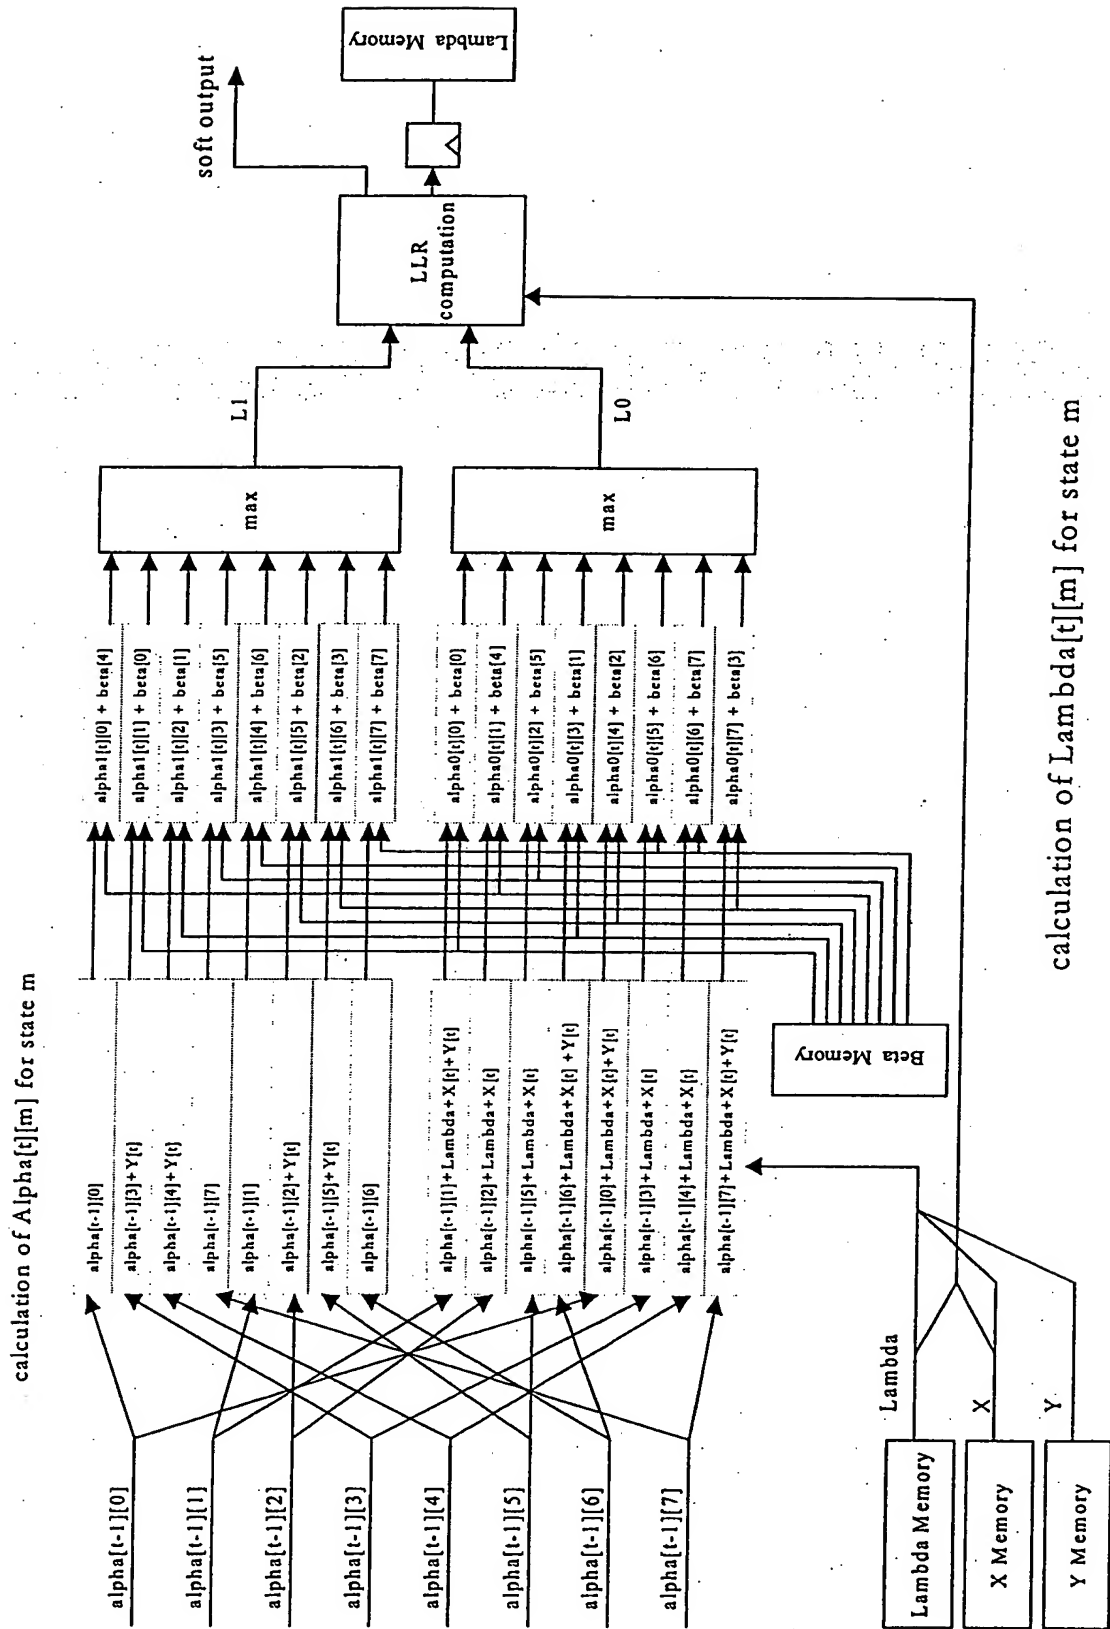 calculation of Alpha[t][m] for state m
alpha[t-1][0]
alpha[t-1][1]
alpha[t-1][2]
alpha[t-1][3]
alpha[t-1][4]
alpha[t-1][5]
alpha[t-1][6]
alpha[t-1][7]
Lambda Memory
X Memory
Y Memory
Lambda
X
Y
alpha[t-1][0]
alpha[t-1][3]+Y[t]
alpha[t-1][4]+Y[t]
alpha[t-1][7]
alpha[t-1][1]
alpha[t-1][2]+Y[t]
alpha[t-1][5]+Y[t]
alpha[t-1][6]
alpha[t-1][1]+Lambda+X[t]+Y[t]
alpha[t-1][2]+Lambda+X[t]
alpha[t-1][5]+Lambda+X[t]
alpha[t-1][6]+Lambda+X[t]+Y[t]
alpha[t-1][0]+Lambda+X[t]+Y[t]
alpha[t-1][3]+Lambda+X[t]
alpha[t-1][4]+Lambda+X[t]
alpha[t-1][7]+Lambda+X[t]+Y[t]
Beta Memory
alpha1[t][0] + beta[4]
alpha1[t][1] + beta[0]
alpha1[t][2] + beta[1]
alpha1[t][3] + beta[5]
alpha1[t][4] + beta[6]
alpha1[t][5] + beta[2]
alpha1[t][6] + beta[3]
alpha1[t][7] + beta[7]
alpha0[t][0] + beta[0]
alpha0[t][1] + beta[4]
alpha0[t][2] + beta[5]
alpha0[t][3] + beta[1]
alpha0[t][4] + beta[2]
alpha0[t][5] + beta[6]
alpha0[t][6] + beta[7]
alpha0[t][7] + beta[3]
max
max
L1
L0
LLR
computation
soft output
Lambda Memory
calculation of Lambda[t][m] for state m